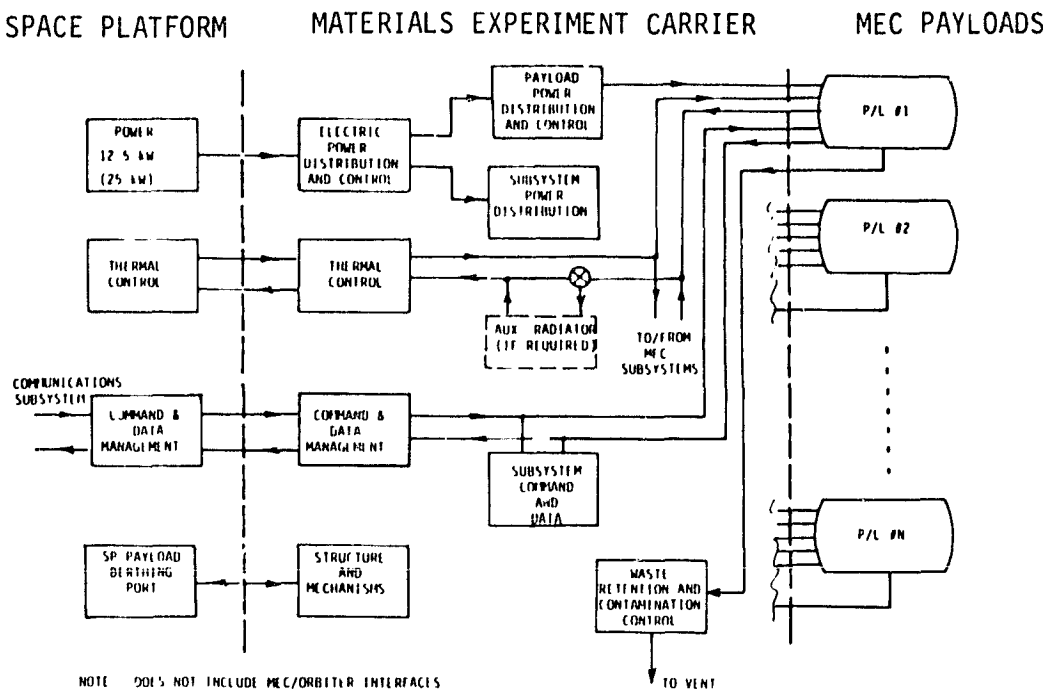 SPACE PLATFORM
MATERIALS EXPERIMENT CARRIER
MEC PAYLOADS
POWER
12 5 kW
(25 kW)
ELECTRIC
POWER
DISTRIBUTION
AND CONTROL
PAYLOAD
POWER
DISTRIBUTION
AND CONTROL
SUBSYSTEM
POWER
DISTRIBUTION
P/L #1
P/L #2
THERMAL
CONTROL
THERMAL
CONTROL
AUX RADIATOR
(IF REQUIRED)
TO/FROM
MEC
SUBSYSTEMS
COMMUNICATIONS
SUBSYSTEM
COMMAND &
DATA
MANAGEMENT
COMMAND &
DATA
MANAGEMENT
SUBSYSTEM
COMMAND
AND
DATA
P/L #N
SP PAYLOAD
BERTHING
PORT
STRUCTURE
AND
MECHANISMS
WASTE
RETENTION AND
CONTAMINATION
CONTROL
TO VENT
NOTE DOES NOT INCLUDE MEC/ORBITER INTERFACES